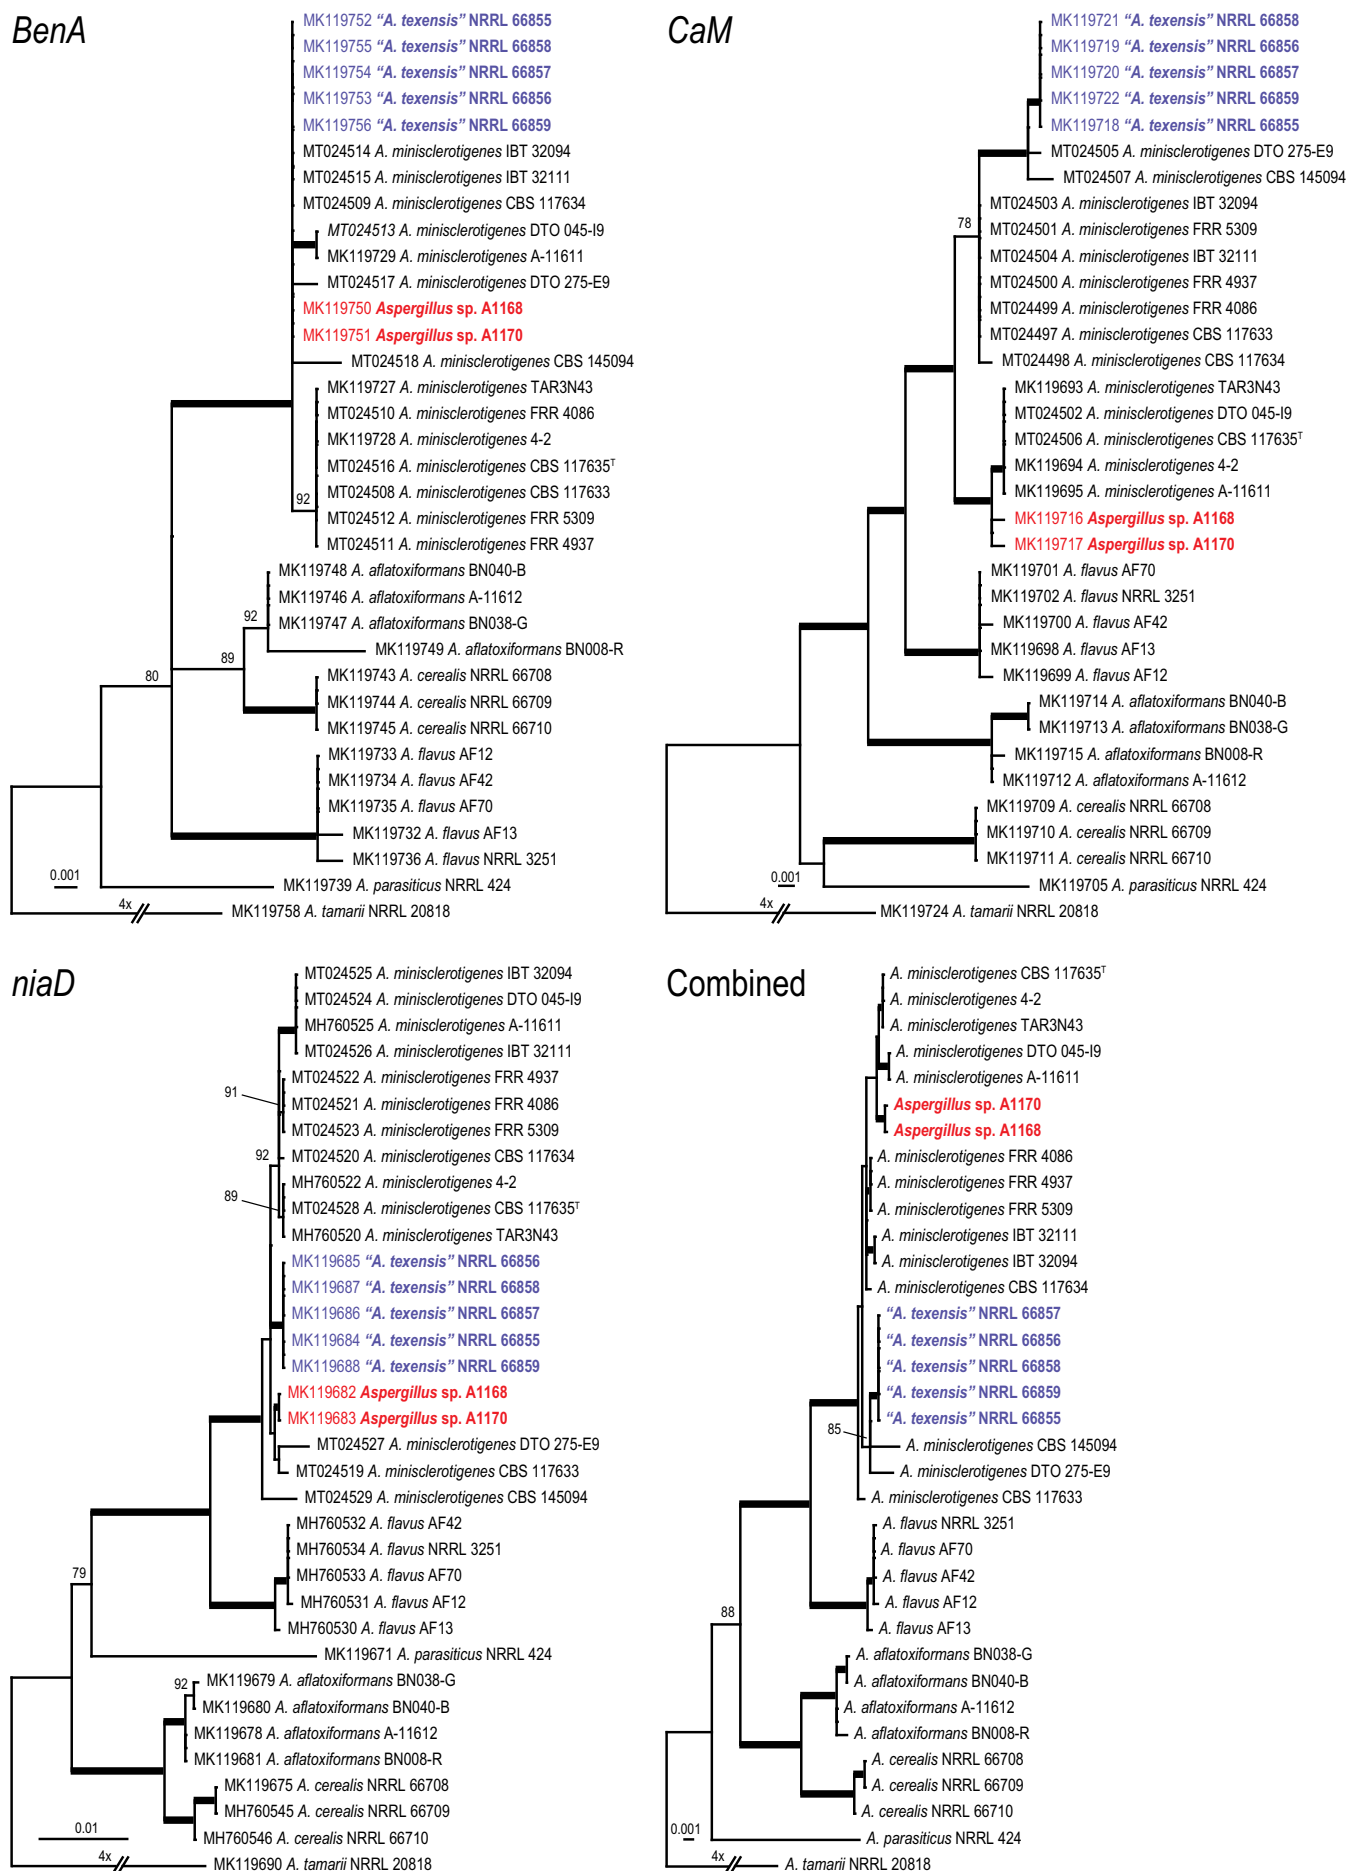 BenA
MK119752 "A. texensis" NRRL 66855
MK119755 "A. texensis" NRRL 66858
MK119754 "A. texensis" NRRL 66857
MK119753 "A. texensis" NRRL 66856
MK119756 "A. texensis" NRRL 66859
MT024514 A. minisclerotigenes IBT 32094
MT024515 A. minisclerotigenes IBT 32111
MT024509 A. minisclerotigenes CBS 117634
MT024513 A. minisclerotigenes DTO 045-I9
MK119729 A. minisclerotigenes A-11611
MT024517 A. minisclerotigenes DTO 275-E9
MK119750 Aspergillus sp. A1168
MK119751 Aspergillus sp. A1170
MT024518 A. minisclerotigenes CBS 145094
MK119727 A. minisclerotigenes TAR3N43
MT024510 A. minisclerotigenes FRR 4086
MK119728 A. minisclerotigenes 4-2
MT024516 A. minisclerotigenes CBS 117635T
MT024508 A. minisclerotigenes CBS 117633
92
MT024512 A. minisclerotigenes FRR 5309
MT024511 A. minisclerotigenes FRR 4937
MK119748 A. aflatoxiformans BN040-B
MK119746 A. aflatoxiformans A-11612
92
MK119747 A. aflatoxiformans BN038-G
MK119749 A. aflatoxiformans BN008-R
89
80
MK119743 A. cerealis NRRL 66708
MK119744 A. cerealis NRRL 66709
MK119745 A. cerealis NRRL 66710
MK119733 A. flavus AF12
MK119734 A. flavus AF42
MK119735 A. flavus AF70
MK119732 A. flavus AF13
MK119736 A. flavus NRRL 3251
0.001
MK119739 A. parasiticus NRRL 424
4x
MK119758 A. tamarii NRRL 20818
CaM
MK119721 "A. texensis" NRRL 66858
MK119719 "A. texensis" NRRL 66856
MK119720 "A. texensis" NRRL 66857
MK119722 "A. texensis" NRRL 66859
MK119718 "A. texensis" NRRL 66855
MT024505 A. minisclerotigenes DTO 275-E9
MT024507 A. minisclerotigenes CBS 145094
MT024503 A. minisclerotigenes IBT 32094
78
MT024501 A. minisclerotigenes FRR 5309
MT024504 A. minisclerotigenes IBT 32111
MT024500 A. minisclerotigenes FRR 4937
MT024499 A. minisclerotigenes FRR 4086
MT024497 A. minisclerotigenes CBS 117633
MT024498 A. minisclerotigenes CBS 117634
MK119693 A. minisclerotigenes TAR3N43
MT024502 A. minisclerotigenes DTO 045-I9
MT024506 A. minisclerotigenes CBS 117635T
MK119694 A. minisclerotigenes 4-2
MK119695 A. minisclerotigenes A-11611
MK119716 Aspergillus sp. A1168
MK119717 Aspergillus sp. A1170
MK119701 A. flavus AF70
MK119702 A. flavus NRRL 3251
MK119700 A. flavus AF42
MK119698 A. flavus AF13
MK119699 A. flavus AF12
MK119714 A. aflatoxiformans BN040-B
MK119713 A. aflatoxiformans BN038-G
MK119715 A. aflatoxiformans BN008-R
MK119712 A. aflatoxiformans A-11612
MK119709 A. cerealis NRRL 66708
MK119710 A. cerealis NRRL 66709
MK119711 A. cerealis NRRL 66710
0.001
MK119705 A. parasiticus NRRL 424
4x
MK119724 A. tamarii NRRL 20818
niaD
MT024525 A. minisclerotigenes IBT 32094
MT024524 A. minisclerotigenes DTO 045-I9
MH760525 A. minisclerotigenes A-11611
MT024526 A. minisclerotigenes IBT 32111
MT024522 A. minisclerotigenes FRR 4937
91
MT024521 A. minisclerotigenes FRR 4086
MT024523 A. minisclerotigenes FRR 5309
92
MT024520 A. minisclerotigenes CBS 117634
MH760522 A. minisclerotigenes 4-2
89
MT024528 A. minisclerotigenes CBS 117635T
MH760520 A. minisclerotigenes TAR3N43
MK119685 "A. texensis" NRRL 66856
MK119687 "A. texensis" NRRL 66858
MK119686 "A. texensis" NRRL 66857
MK119684 "A. texensis" NRRL 66855
MK119688 "A. texensis" NRRL 66859
MK119682 Aspergillus sp. A1168
MK119683 Aspergillus sp. A1170
MT024527 A. minisclerotigenes DTO 275-E9
MT024519 A. minisclerotigenes CBS 117633
MT024529 A. minisclerotigenes CBS 145094
MH760532 A. flavus AF42
MH760534 A. flavus NRRL 3251
79
MH760533 A. flavus AF70
MH760531 A. flavus AF12
MH760530 A. flavus AF13
MK119671 A. parasiticus NRRL 424
MK119679 A. aflatoxiformans BN038-G
92
MK119680 A. aflatoxiformans BN040-B
MK119678 A. aflatoxiformans A-11612
MK119681 A. aflatoxiformans BN008-R
MK119675 A. cerealis NRRL 66708
MH760545 A. cerealis NRRL 66709
0.01
MH760546 A. cerealis NRRL 66710
4x
MK119690 A. tamarii NRRL 20818
Combined
A. minisclerotigenes CBS 117635T
A. minisclerotigenes 4-2
A. minisclerotigenes TAR3N43
A. minisclerotigenes DTO 045-I9
A. minisclerotigenes A-11611
Aspergillus sp. A1170
Aspergillus sp. A1168
A. minisclerotigenes FRR 4086
A. minisclerotigenes FRR 4937
A. minisclerotigenes FRR 5309
A. minisclerotigenes IBT 32111
A. minisclerotigenes IBT 32094
A. minisclerotigenes CBS 117634
"A. texensis" NRRL 66857
"A. texensis" NRRL 66856
"A. texensis" NRRL 66858
"A. texensis" NRRL 66859
"A. texensis" NRRL 66855
85
A. minisclerotigenes CBS 145094
A. minisclerotigenes DTO 275-E9
A. minisclerotigenes CBS 117633
A. flavus NRRL 3251
A. flavus AF70
A. flavus AF42
A. flavus AF12
88
A. flavus AF13
A. aflatoxiformans BN038-G
A. aflatoxiformans BN040-B
A. aflatoxiformans A-11612
A. aflatoxiformans BN008-R
A. cerealis NRRL 66708
A. cerealis NRRL 66709
A. cerealis NRRL 66710
0.001
A. parasiticus NRRL 424
4x
A. tamarii NRRL 20818